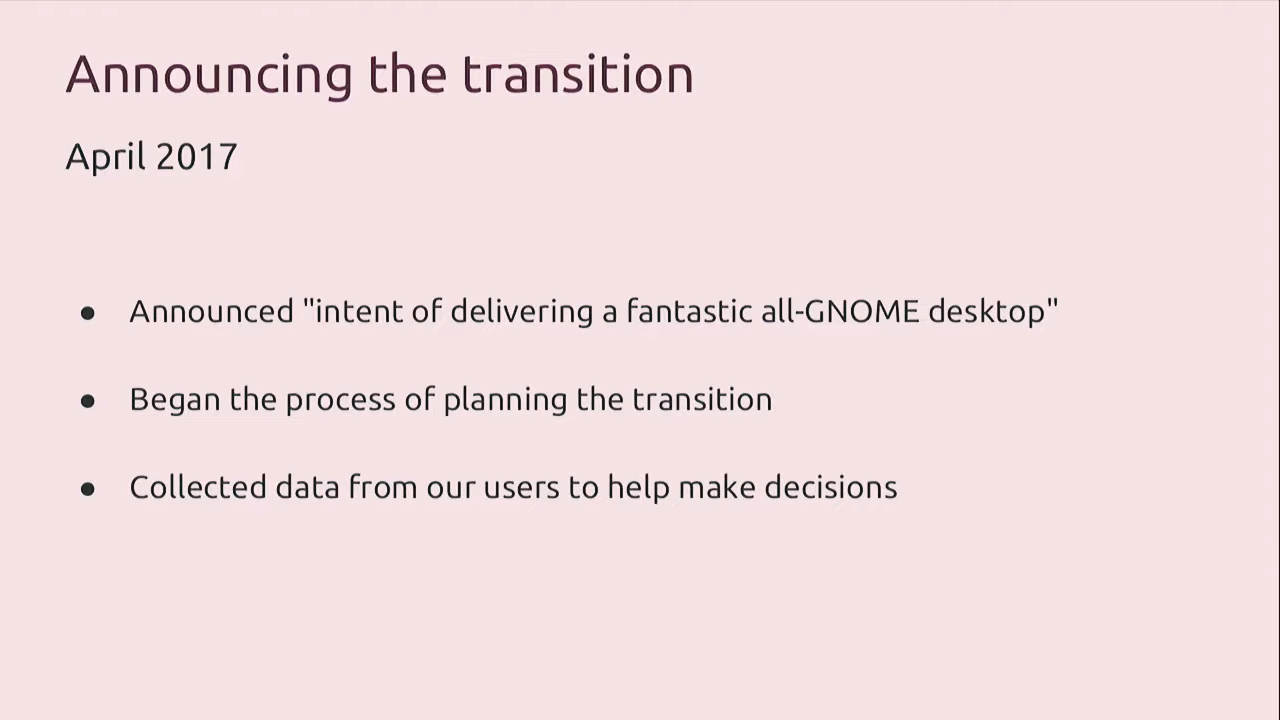 Announcing the transition
April 2017
● Announced "intent of delivering a fantastic all-GNOME desktop"
● Began the process of planning the transition
● Collected data from our users to help make decisions